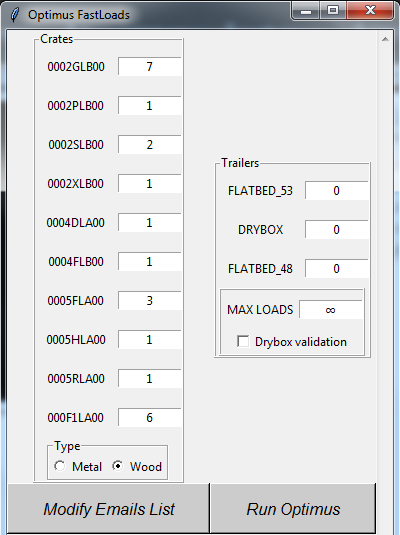 Optimus FastLoads
Crates
0002GLB00 7
0002PLB00 1
0002SLB00 2
0002XLB00 1
0004DLA00 1
0004FLB00 1
0005FLA00 3
0005HLA00 1
0005RLA00 1
000F1LA00 6
Type
Metal Wood
Trailers
FLATBED_53 0
DRYBOX 0
FLATBED_48 0
MAX LOADS ∞
Drybox validation
Modify Emails List
Run Optimus